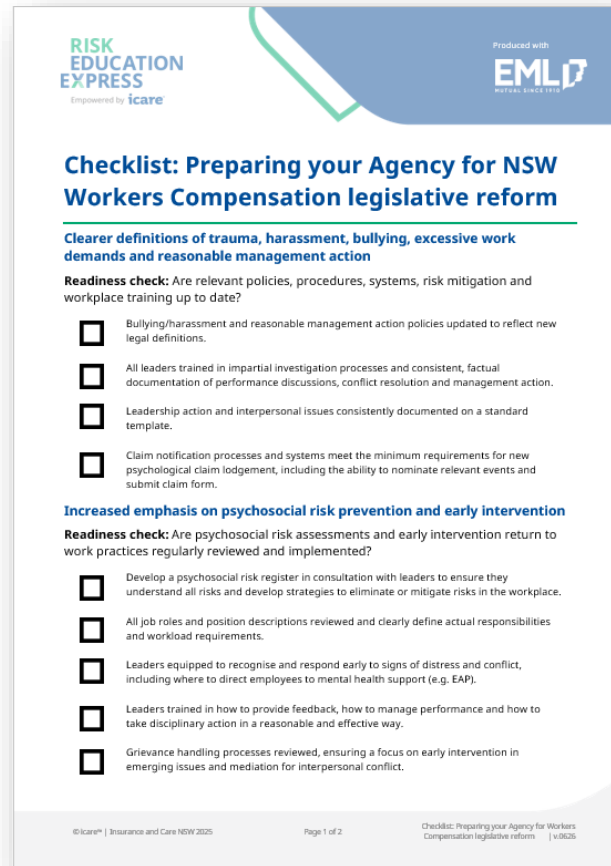 RISK
EDUCATION
EXPRESS
Empowered by icare™
Produced with
EML
MUTUAL SINCE 1910
Checklist: Preparing your Agency for NSW
Workers Compensation legislative reform
Clearer definitions of trauma, harassment, bullying, excessive work
demands and reasonable management action
Readiness check: Are relevant policies, procedures, systems, risk mitigation and
workplace training up to date?
Bullying/harassment and reasonable management action policies updated to reflect new
legal definitions.
All leaders trained in impartial investigation processes and consistent, factual
documentation of performance discussions, conflict resolution and management action.
Leadership action and interpersonal issues consistently documented on a standard
template.
Claim notification processes and systems meet the minimum requirements for new
psychological claim lodgement, including the ability to nominate relevant events and
submit claim form.
Increased emphasis on psychosocial risk prevention and early intervention
Readiness check: Are psychosocial risk assessments and early intervention return to
work practices regularly reviewed and implemented?
Develop a psychosocial risk register in consultation with leaders to ensure they
understand all risks and develop strategies to eliminate or mitigate risks in the workplace.
All job roles and position descriptions reviewed and clearly define actual responsibilities
and workload requirements.
Leaders equipped to recognise and respond early to signs of distress and conflict,
including where to direct employees to mental health support (e.g. EAP).
Leaders trained in how to provide feedback, how to manage performance and how to
take disciplinary action in a reasonable and effective way.
Grievance handling processes reviewed, ensuring a focus on early intervention in
emerging issues and mediation for interpersonal conflict.
© icare™ | Insurance and Care NSW 2025
Page 1 of 2
Checklist: Preparing your Agency for Workers
Compensation legislative reform | v.0626